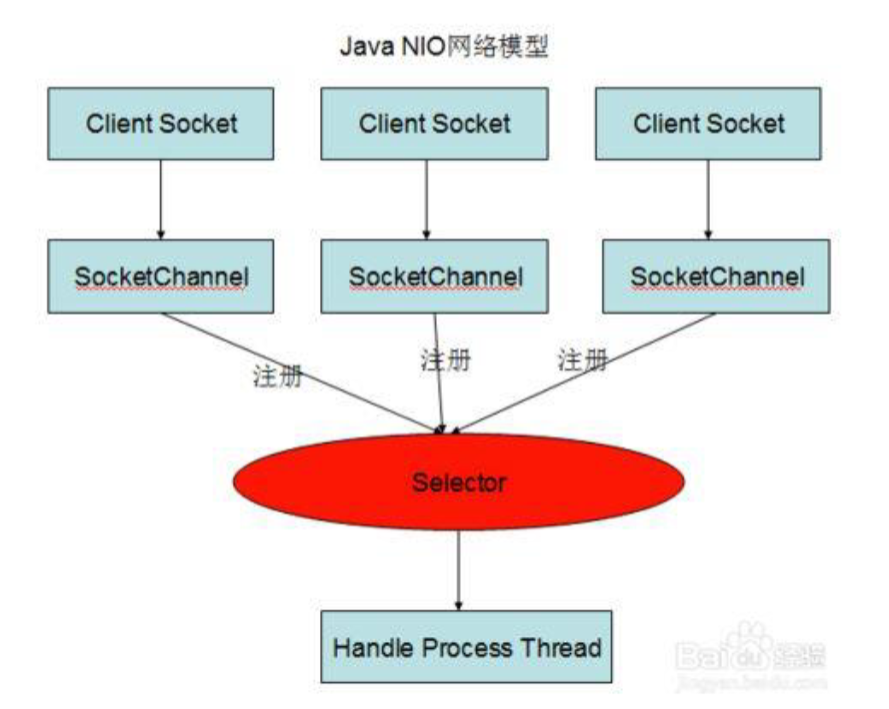 Java NIO网络模型
Client Socket
Client Socket
Client Socket
SocketChannel
SocketChannel
SocketChannel
注册
注册
注册
Selector
Handle Process Thread
Baidu 经验
jingyan.baidu.com